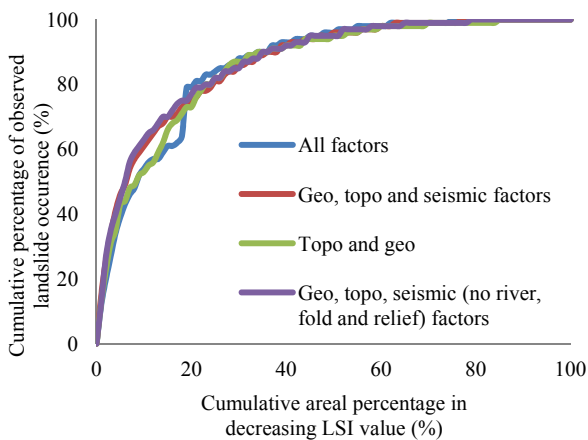 Cumulative percentage of observed
landslide occurence (%)
100
80
60
40
20
0
All factors
Geo, topo and seismic factors
Topo and geo
Geo, topo, seismic (no river,
fold and relief) factors
0
20
40
60
80
100
Cumulative areal percentage in
decreasing LSI value (%)